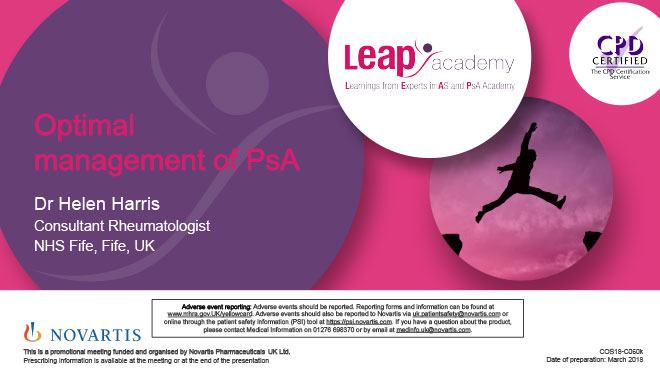 Leap academy
Learnings from Experts in AS and PsA Academy
CPD
CERTIFIED
The CPD Certification
Service
Optimal
management of PsA
Dr Helen Harris
Consultant Rheumatologist
NHS Fife, Fife, UK
NOVARTIS
Adverse event reporting: Adverse events should be reported. Reporting forms and information can be found at
www.mhra.gov.UK/yellowcard. Adverse events should also be reported to Novartis via uk.patientsafety@novartis.com or
online through the patient safety information (PSI) tool at https://psi.novartis.com. If you have a question about the product,
please contact Medical Information on 01276 698370 or by email at medinfo.uk@novartis.com.
This is a promotional meeting funded and organised by Novartis Pharmaceuticals UK Ltd.
Prescribing information is available at the meeting or at the end of the presentation
COS18-C050k
Date of preparation: March 2018